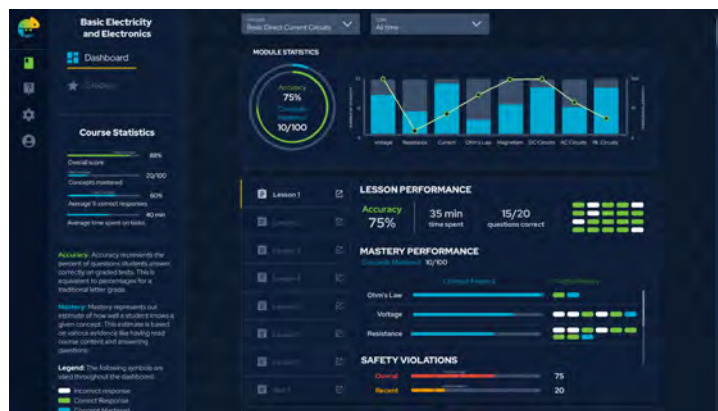 Basic Electricity
and Electronics
Dashboard
Course Statistics
88%
Overall score
20/100
Concepts mastered
60%
Average % correct responses
40 min
Average time spent on tasks
Accuracy: Accuracy represents the
percent of questions students answer
correctly on graded tests. This is
equivalent to percentages for a
traditional letter grade.
Mastery: Mastery represents our
estimate of how well a student knows a
given concept. This estimate is based
on various evidence like having read
course content and answering
questions.
Legend: The following symbols are
used throughout the dashboard.
Incorrect response
Correct Response
Concept Mastered
Basic Direct Current Circuits
All time
MODULE STATISTICS
Accuracy
75%
Concepts
Mastered
10/100
Voltage
Resistance
Current
Ohm's Law
Magnetism
DC Circuits
AC Circuits
RL Circuits
Lesson 1
LESSON PERFORMANCE
Accuracy
75%
35 min
time spent
15/20
questions correct
MASTERY PERFORMANCE
Concepts Mastered 10/100
Ohm's Law
Voltage
Resistance
SAFETY VIOLATIONS
Overall
75
Recent
20